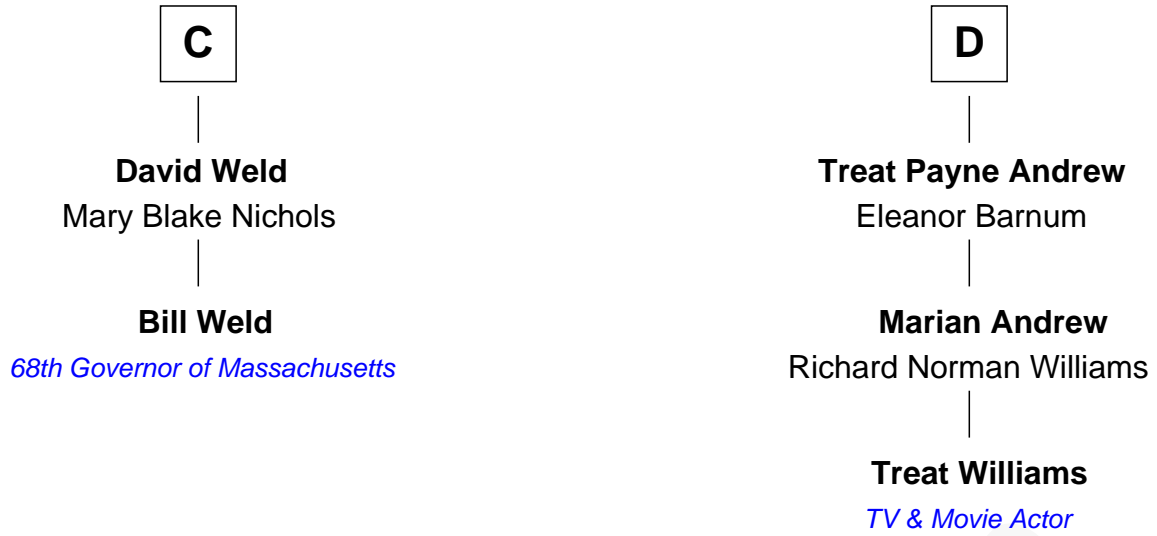 C
David Weld
Mary Blake Nichols
Bill Weld
68th Governor of Massachusetts
D
Treat Payne Andrew
Eleanor Barnum
Marian Andrew
Richard Norman Williams
Treat Williams
TV & Movie Actor